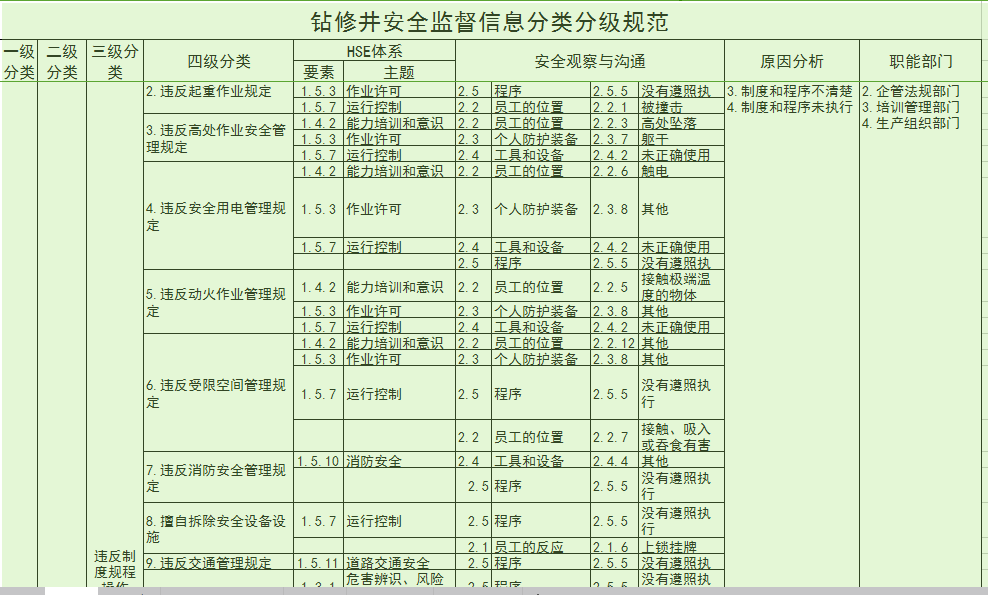 钻修井安全监督信息分类分级规范
一级分类 二级分类 三级分类 四级分类 HSE体系 安全观察与沟通 原因分析 职能部门
要素 主题
2.违反起重作业规定 1.5.3 作业许可 2.5 程序 2.5.5 没有遵照执 3.制度和程序不清楚 2.企管法规部门
1.5.7 运行控制 2.2 员工的位置 2.2.1 被撞击 4.制度和程序未执行 3.培训管理部门
3.违反高处作业安全管理规定 1.4.2 能力培训和意识 2.2 员工的位置 2.2.3 高处坠落 4.生产组织部门
1.5.3 作业许可 2.3 个人防护装备 2.3.7 躯干
1.5.7 运行控制 2.4 工具和设备 2.4.2 未正确使用
4.违反安全用电管理规定 1.4.2 能力培训和意识 2.2 员工的位置 2.2.6 触电
1.5.3 作业许可 2.3 个人防护装备 2.3.8 其他
1.5.7 运行控制 2.4 工具和设备 2.4.2 未正确使用
2.5 程序 2.5.5 没有遵照执
5.违反动火作业管理规定 1.4.2 能力培训和意识 2.2 员工的位置 2.2.5 接触极端温度的物体
1.5.3 作业许可 2.3 个人防护装备 2.3.8 其他
1.5.7 运行控制 2.4 工具和设备 2.4.2 未正确使用
6.违反受限空间管理规定 1.4.2 能力培训和意识 2.2 员工的位置 2.2.12 其他
1.5.3 作业许可 2.3 个人防护装备 2.3.8 其他
1.5.7 运行控制 2.5 程序 2.5.5 没有遵照执行
2.2 员工的位置 2.2.7 接触、吸入或吞食有害
7.违反消防安全管理规定 1.5.10 消防安全 2.4 工具和设备 2.4.4 其他
2.5 程序 2.5.5 没有遵照执行
8.擅自拆除安全设备设施 1.5.7 运行控制 2.5 程序 2.5.5 没有遵照执行
2.1 员工的反应 2.1.6 上锁挂牌
违反制度规程操作 9.违反交通管理规定 1.5.11 道路交通安全 2.5 程序 2.5.5 没有遵照执
1.3.1 危害辨识、风险 2.5 程序 2.5.5 没有遵照执